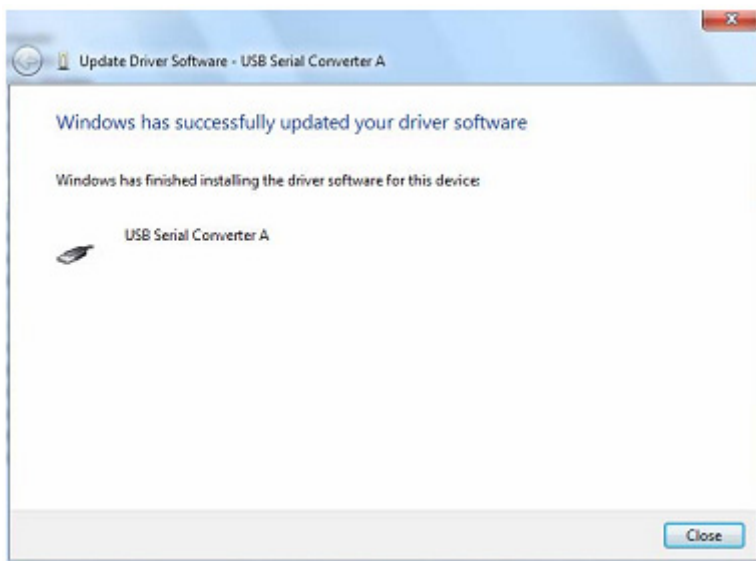 Update Driver Software - USB Serial Converter A
Windows has successfully updated your driver software
Windows has finished installing the driver software for this device:
USB Serial Converter A
Close